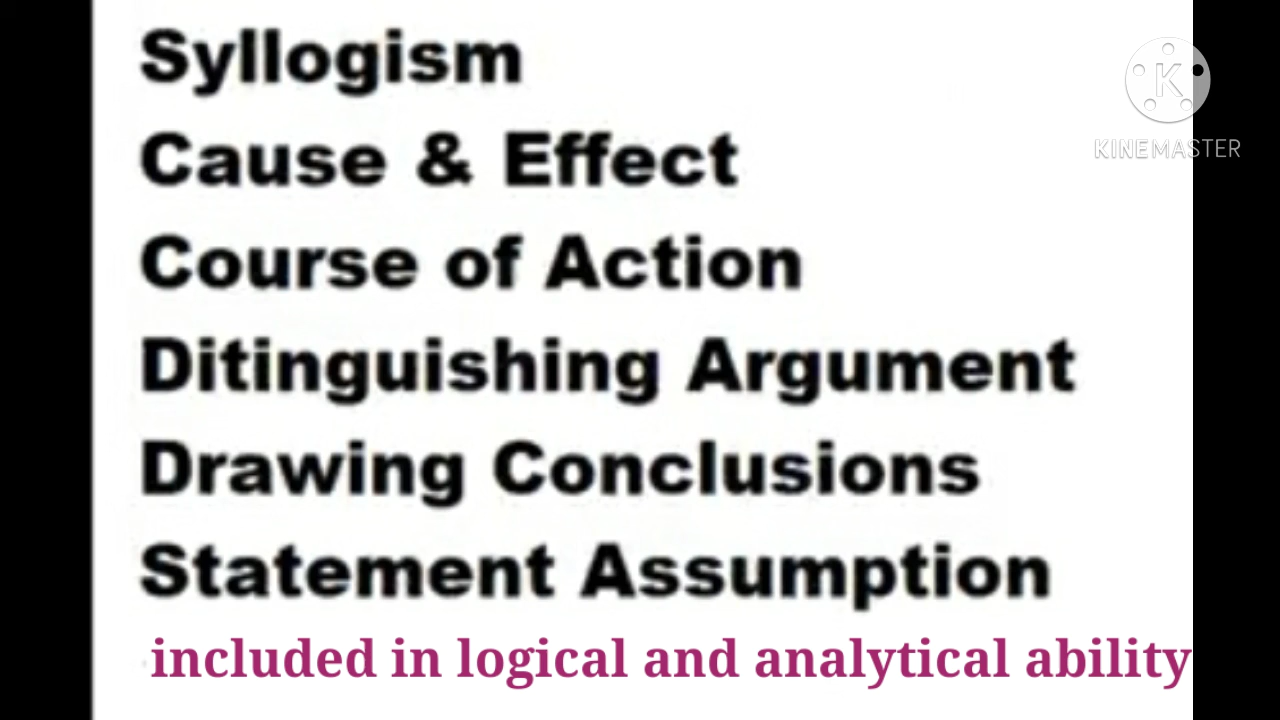 Syllogism
Cause & Effect
Course of Action
Ditinguishing Argument
Drawing Conclusions
Statement Assumption
included in logical and analytical ability
K
KINEMASTER